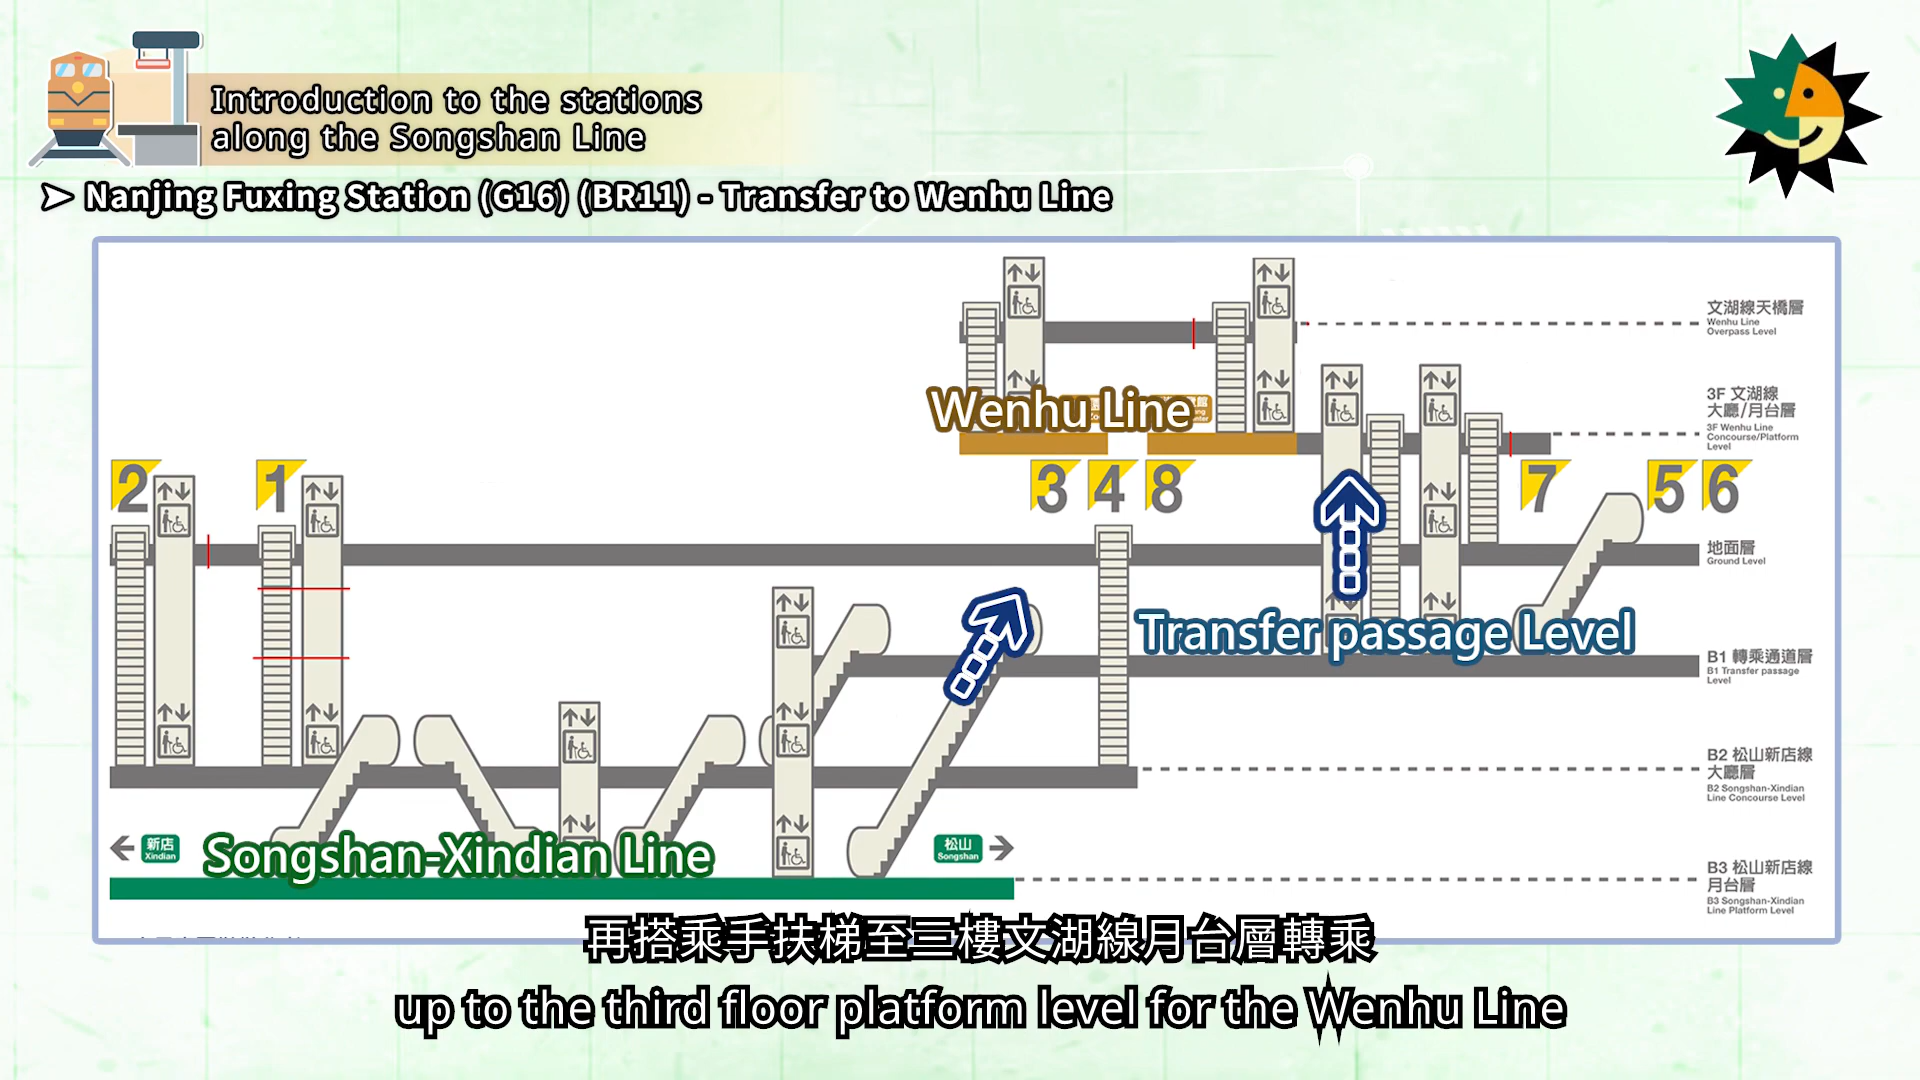 Introduction to the stations
along the Songshan Line
➤ Nanjing Fuxing Station (G16) (BR11) - Transfer to Wenhu Line
文湖線天橋層
Wenhu Line
Overpass Level
3F 文湖線
大廳/月台層
3F Wenhu Line
Concourse/Platform
Level
Wenhu Line
2
1
3
4
8
7
5
6
地面層
Ground Level
Transfer passage Level
B1 轉乘通道層
B1 Transfer passage
Level
B2 松山新店線
大廳層
B2 Songshan-Xindian
Line Concourse Level
新店
Xindian
Songshan-Xindian Line
松山
Songshan
B3 松山新店線
月台層
B3 Songshan-Xindian
Line Platform Level
再搭乘手扶梯至三樓文湖線月台層轉乘
up to the third floor platform level for the Wenhu Line